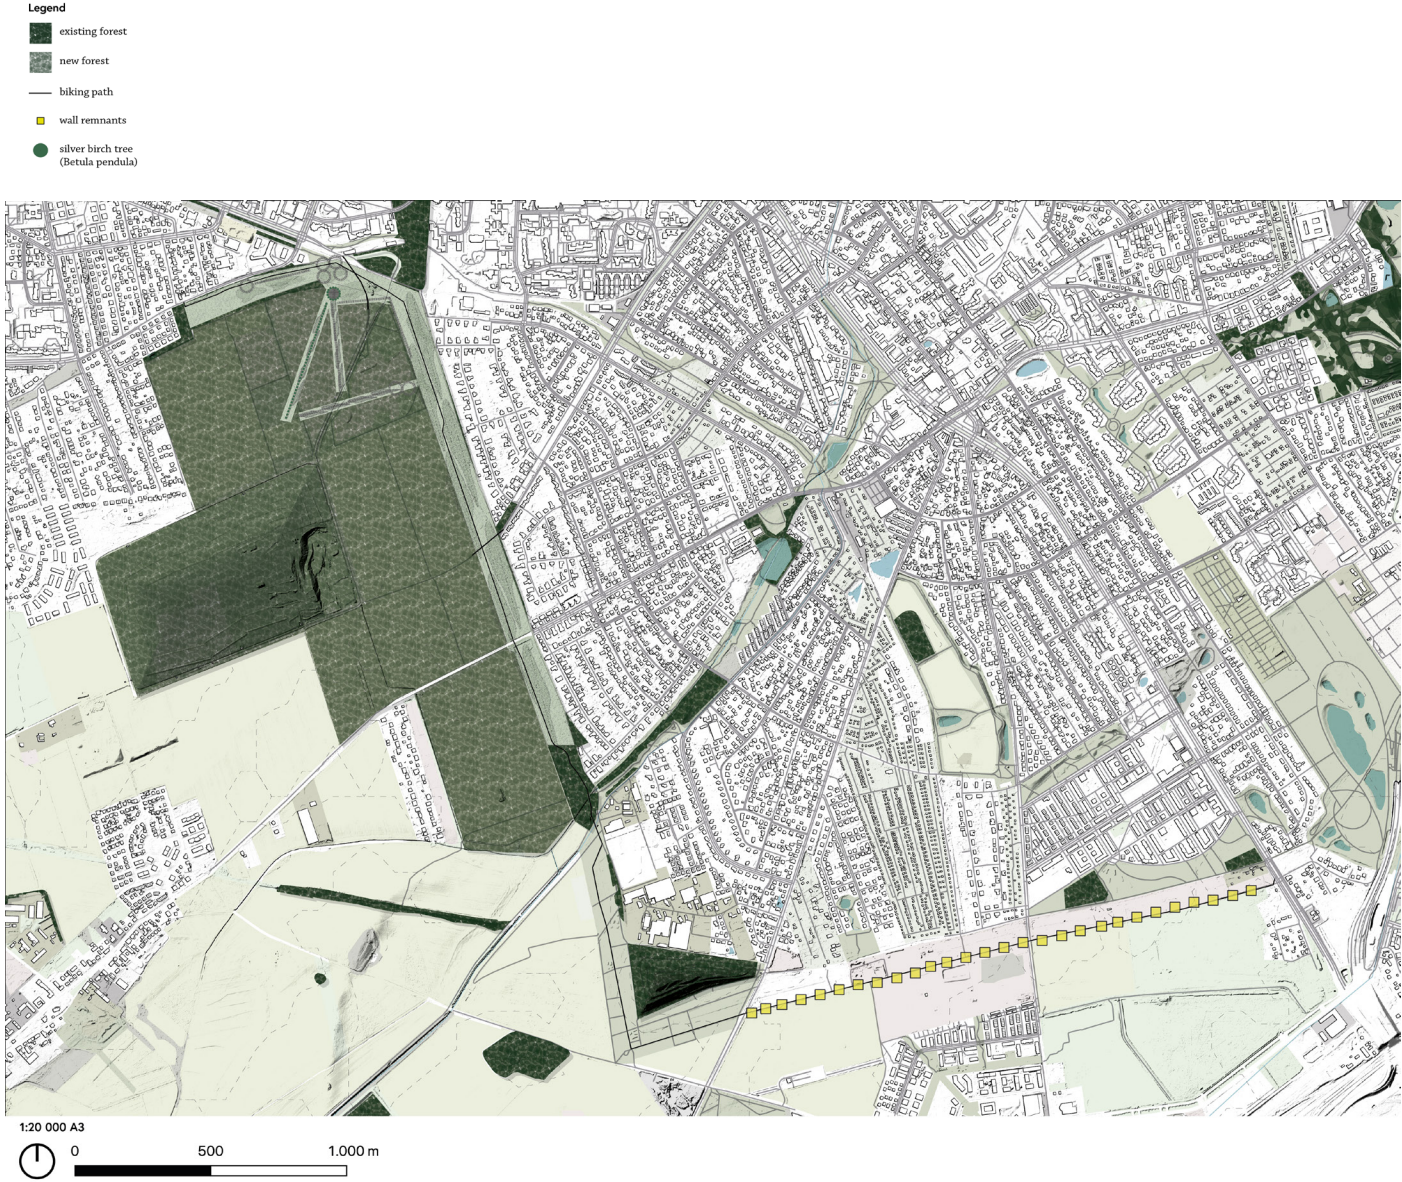 Legend
existing forest
new forest
biking path
wall remnants
silver birch tree
(Betula pendula)
1:20 000 A3
0 500 1.000 m